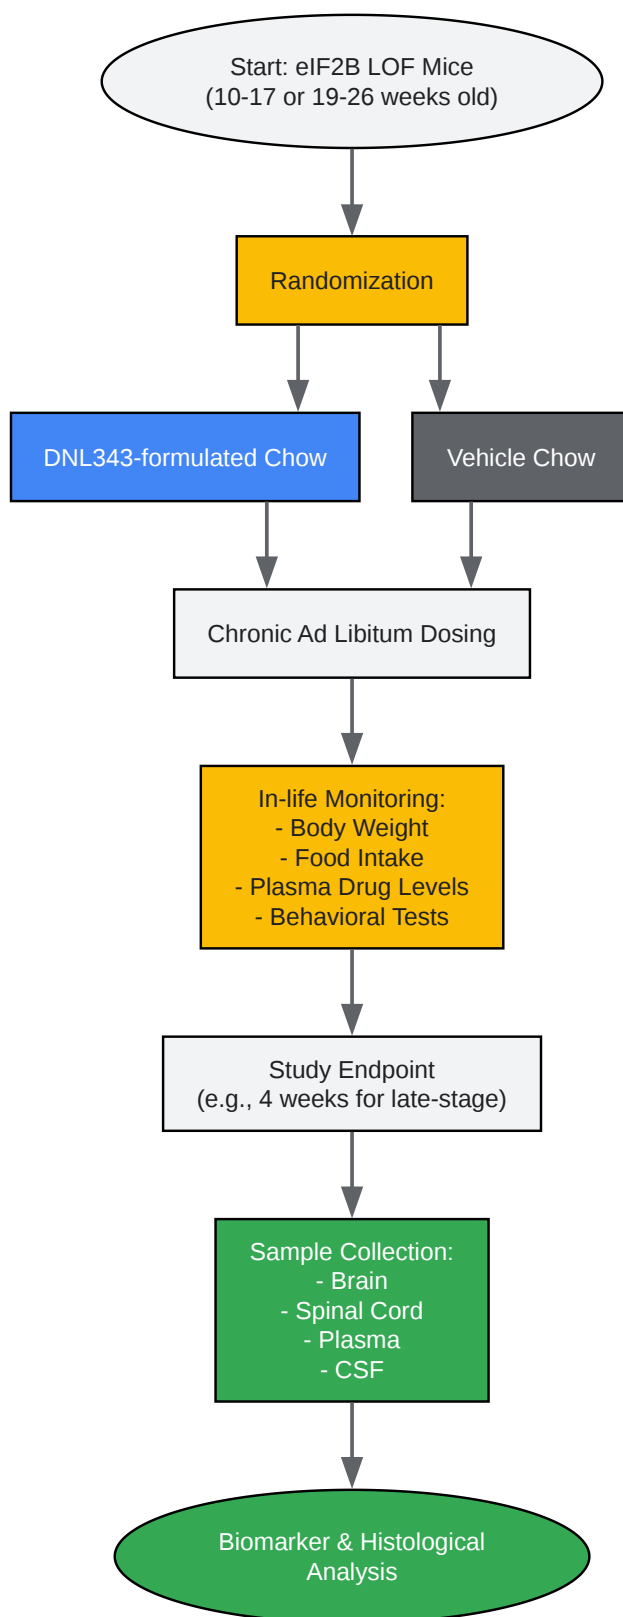 Start: eIF2B LOF Mice
(10-17 or 19-26 weeks old)
Randomization
DNL343-formulated Chow
Vehicle Chow
Chronic Ad Libitum Dosing
In-life Monitoring:
- Body Weight
- Food Intake
- Plasma Drug Levels
- Behavioral Tests
Study Endpoint
(e.g., 4 weeks for late-stage)
Sample Collection:
- Brain
- Spinal Cord
- Plasma
- CSF
Biomarker & Histological
Analysis